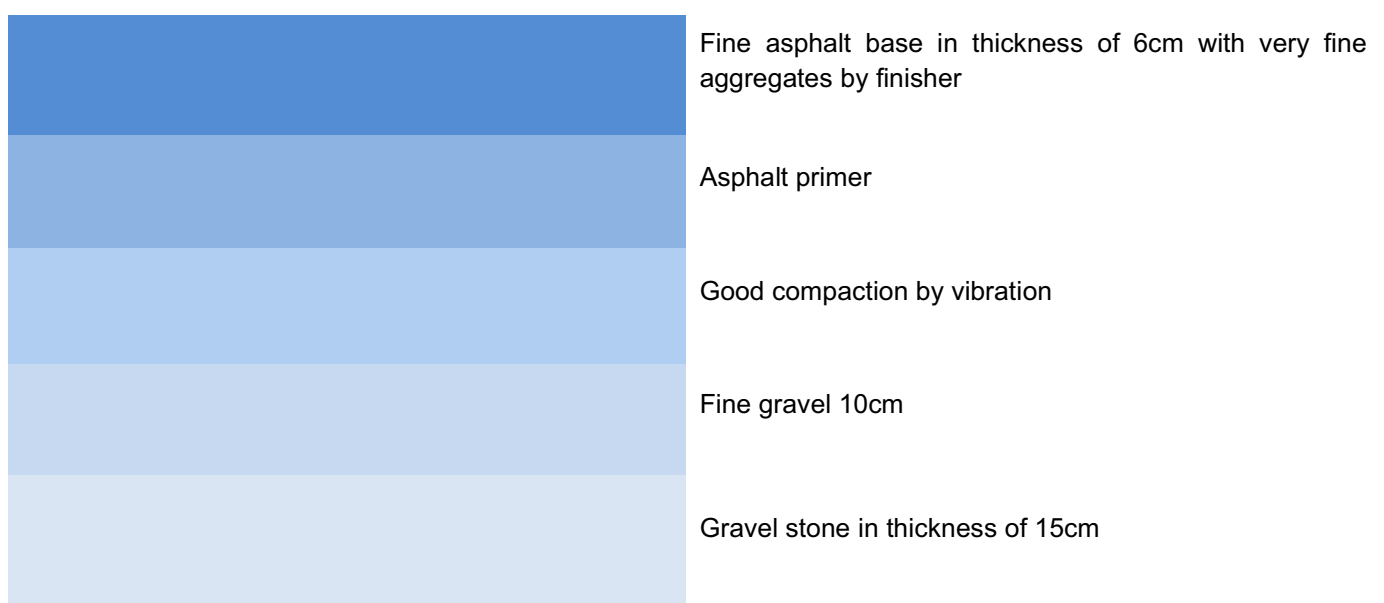 Fine asphalt base in thickness of 6cm with very fine
aggregates by finisher
Asphalt primer
Good compaction by vibration
Fine gravel 10cm
Gravel stone in thickness of 15cm